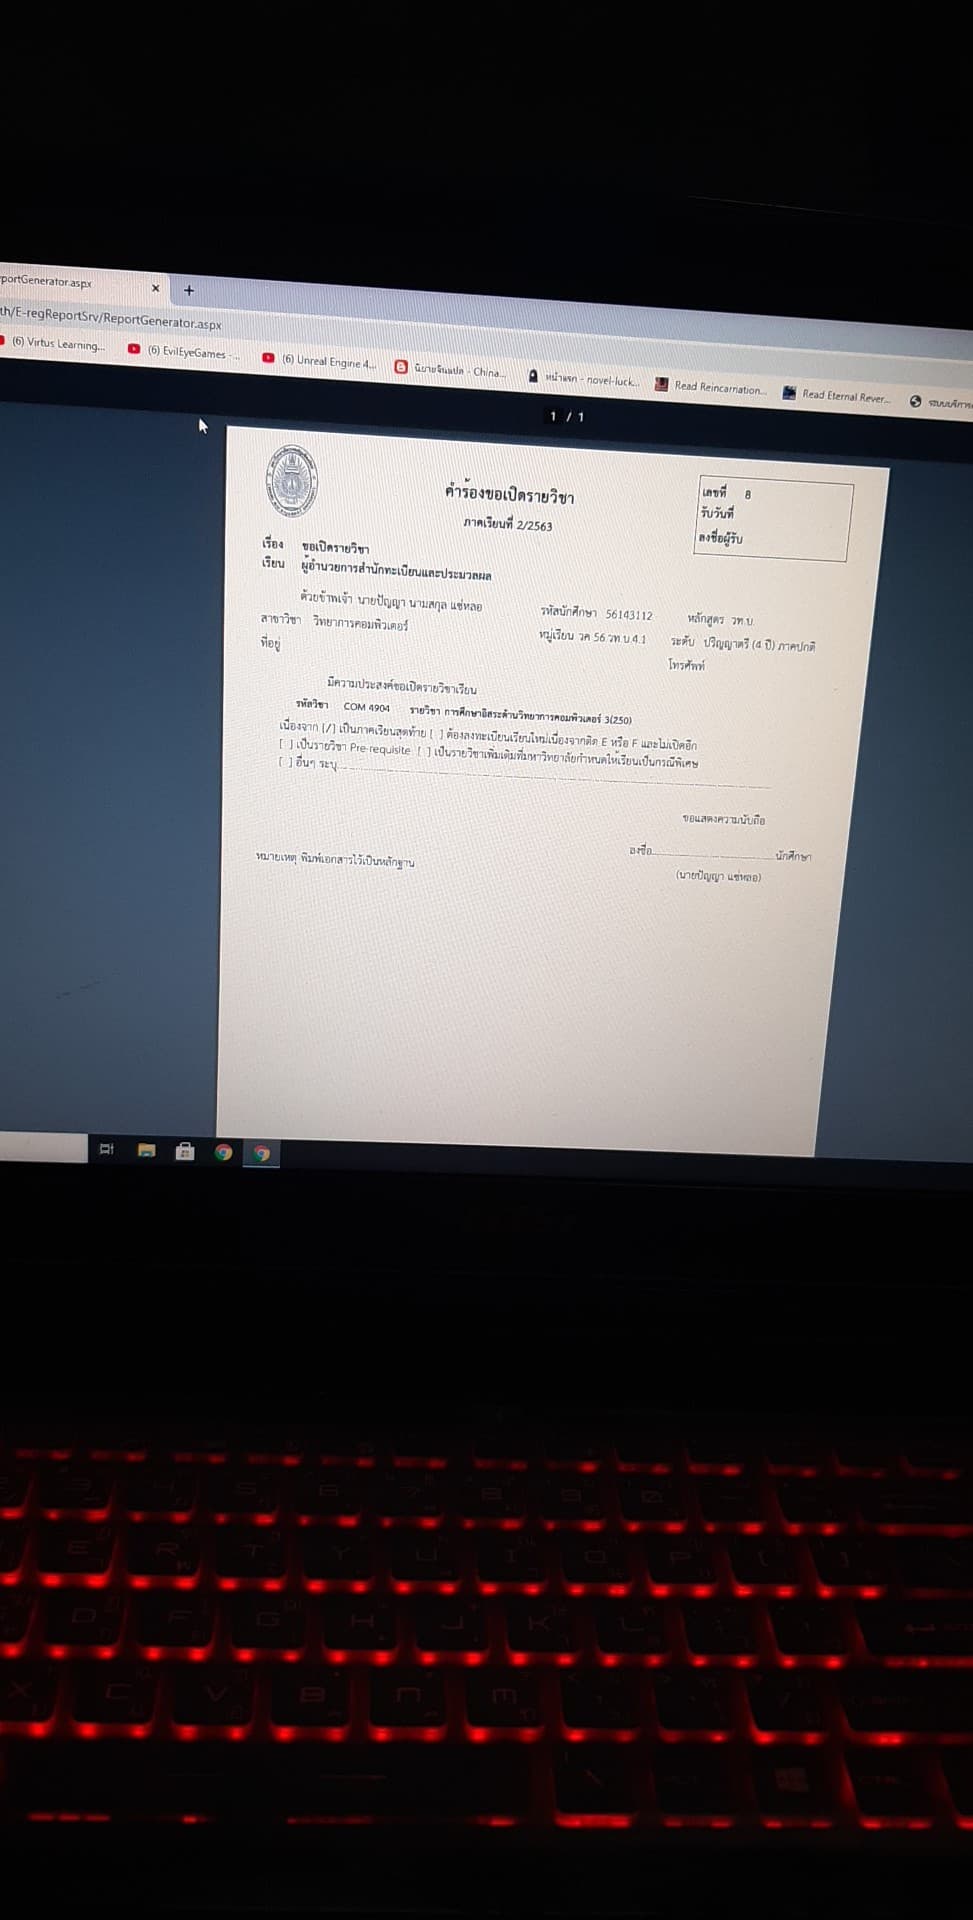 portGenerator.aspx × +
th/E-regReportSrv/ReportGenerator.aspx
(6) Virtus Learning... (6) EvilEyeGames -... (6) Unreal Engine 4... นิยายจีนแปล - China... หน้าแรก - novel-luck... Read Reincarnation... Read Eternal Rever... ระบบบริการ
1 / 1
คำร้องขอเปิดรายวิชา
ภาคเรียนที่ 2/2563
เลขที่ 8
รับวันที่
ลงชื่อผู้รับ
เรื่อง ขอเปิดรายวิชา
เรียน ผู้อำนวยการสำนักทะเบียนและประมวลผล
ด้วยข้าพเจ้า นายปัญญา นามสกุล แซ่หลอ รหัสนักศึกษา 56143112 หลักสูตร วท.บ.
สาขาวิชา วิทยาการคอมพิวเตอร์ หมู่เรียน วค 56 วท.บ.4.1 ระดับ ปริญญาตรี (4 ปี) ภาคปกติ
ที่อยู่ โทรศัพท์
มีความประสงค์ขอเปิดรายวิชาเรียน
รหัสวิชา COM 4904 รายวิชา การศึกษาอิสระด้านวิทยาการคอมพิวเตอร์ 3(250)
เนื่องจาก [/] เป็นภาคเรียนสุดท้าย [ ] ต้องลงทะเบียนเรียนใหม่เนื่องจากติด E หรือ F และไม่เปิดอีก
[ ] เป็นรายวิชา Pre-requisite [ ] เป็นรายวิชาเพิ่มเติมที่มหาวิทยาลัยกำหนดให้เรียนเป็นกรณีพิเศษ
[ ] อื่นๆ ระบุ
ขอแสดงความนับถือ
ลงชื่อ นักศึกษา
(นายปัญญา แซ่หลอ)
หมายเหตุ พิมพ์เอกสารไว้เป็นหลักฐาน
E R T Y U I O P
D F G H J K L
X C V B N M